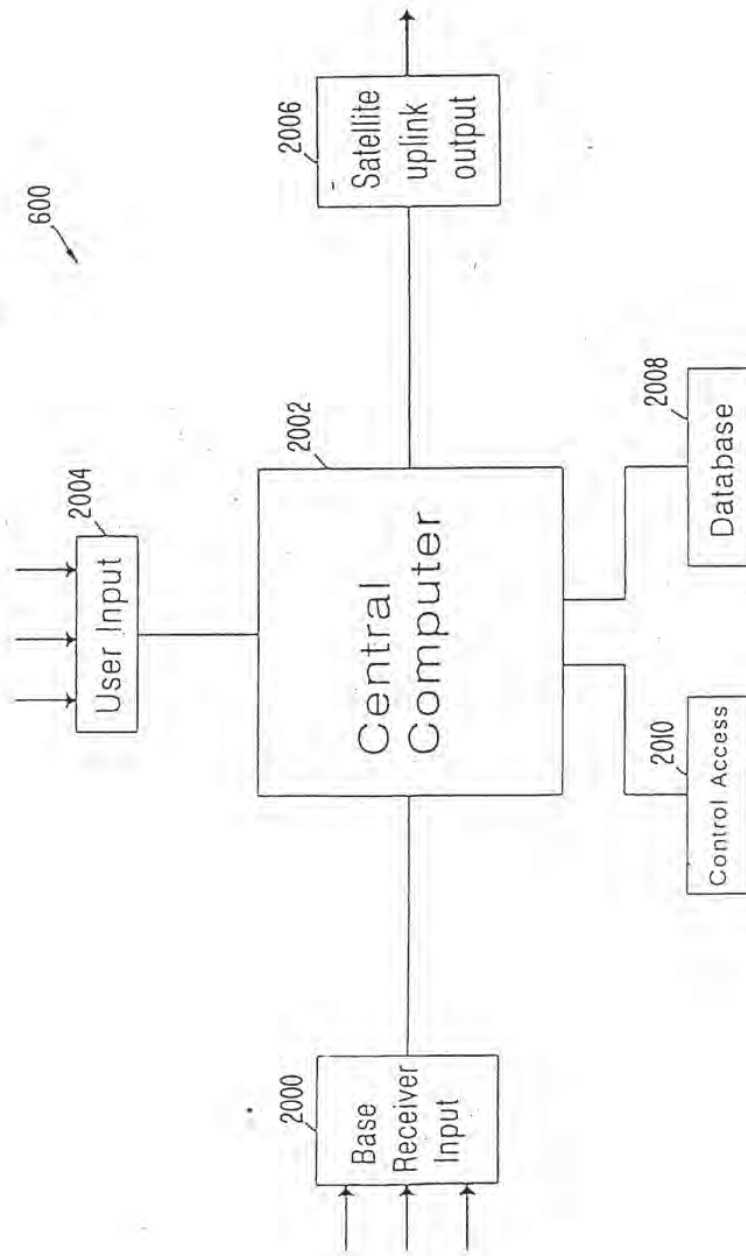 600
2004
User Input
2000
Base
Receiver
Input
2002
Central
Computer
2006
Satellite
uplink
output
2010
Control Access
2008
Database